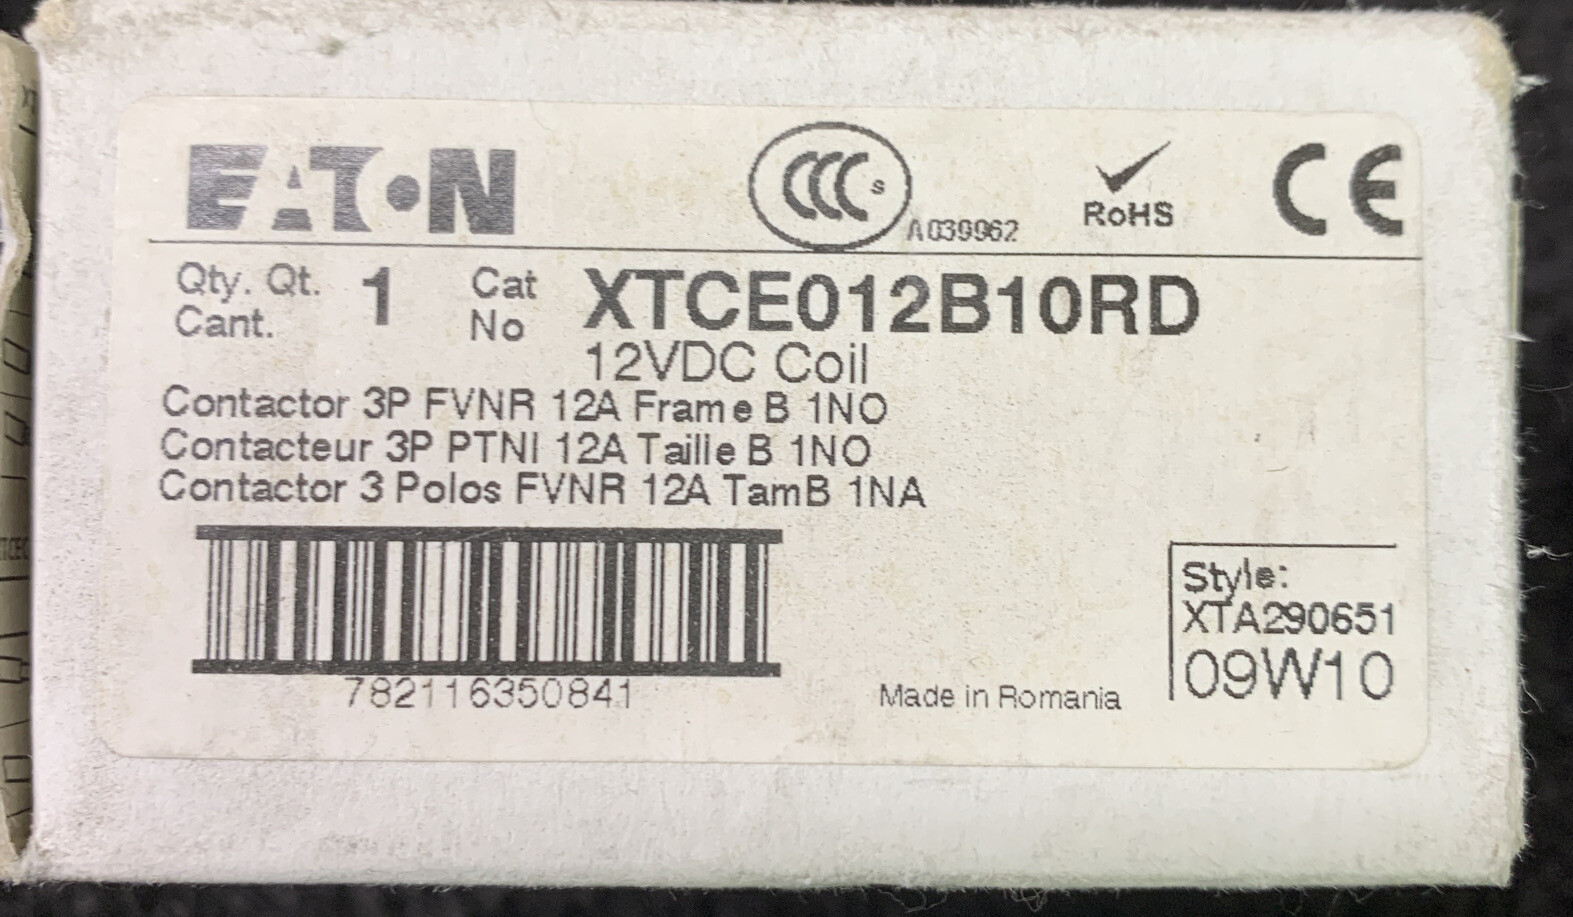 EATON
CCC S A039962
RoHS
CE
Qty. Qt. 1 Cat XTCE012B10RD
Cant. No
12VDC Coil
Contactor 3P FVNR 12A Frame B 1NO
Contacteur 3P PTNI 12A Taille B 1NO
Contactor 3 Polos FVNR 12A TamB 1NA
782116350841
Made in Romania
Style:
XTA290651
09W10